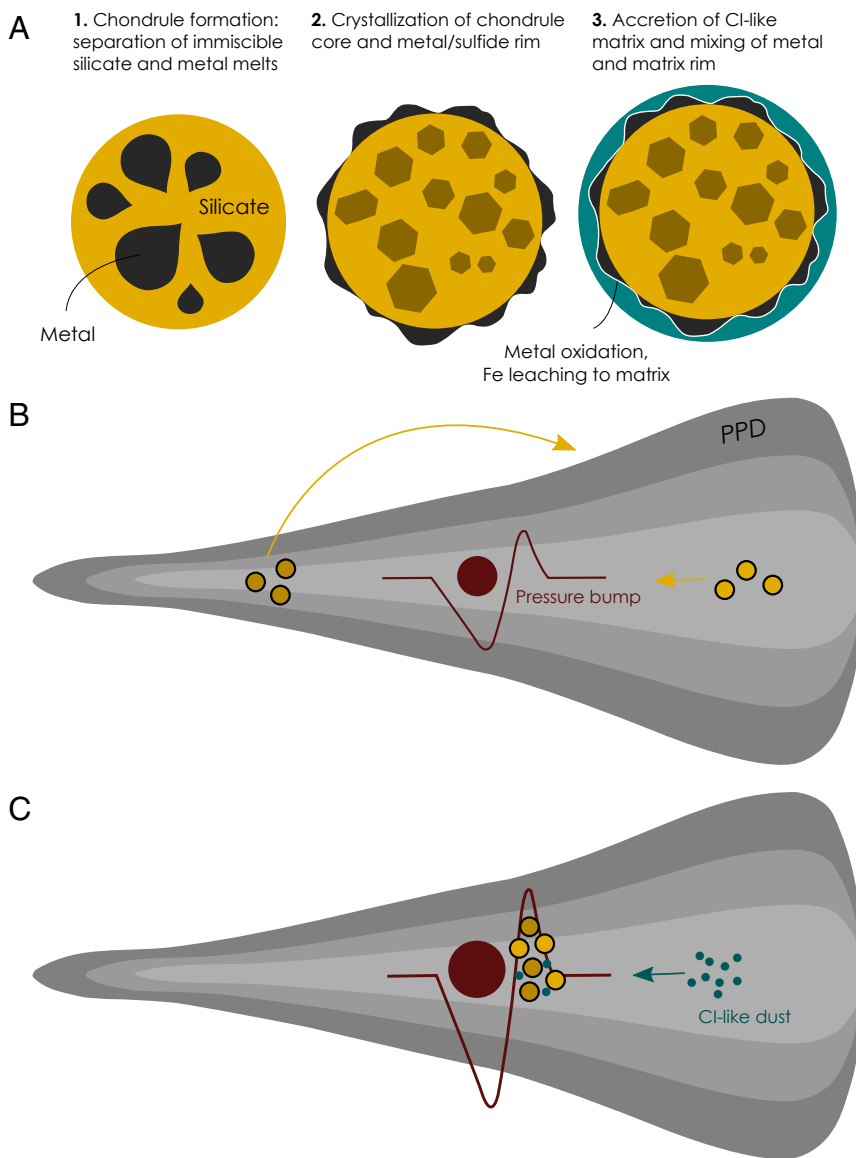 A
1. Chondrule formation:
separation of immiscible
silicate and metal melts
2. Crystallization of chondrule
core and metal/sulfide rim
3. Accretion of CI-like
matrix and mixing of metal
and matrix rim
Silicate
Metal
Metal oxidation,
Fe leaching to matrix
B
PPD
Pressure bump
C
CI-like dust